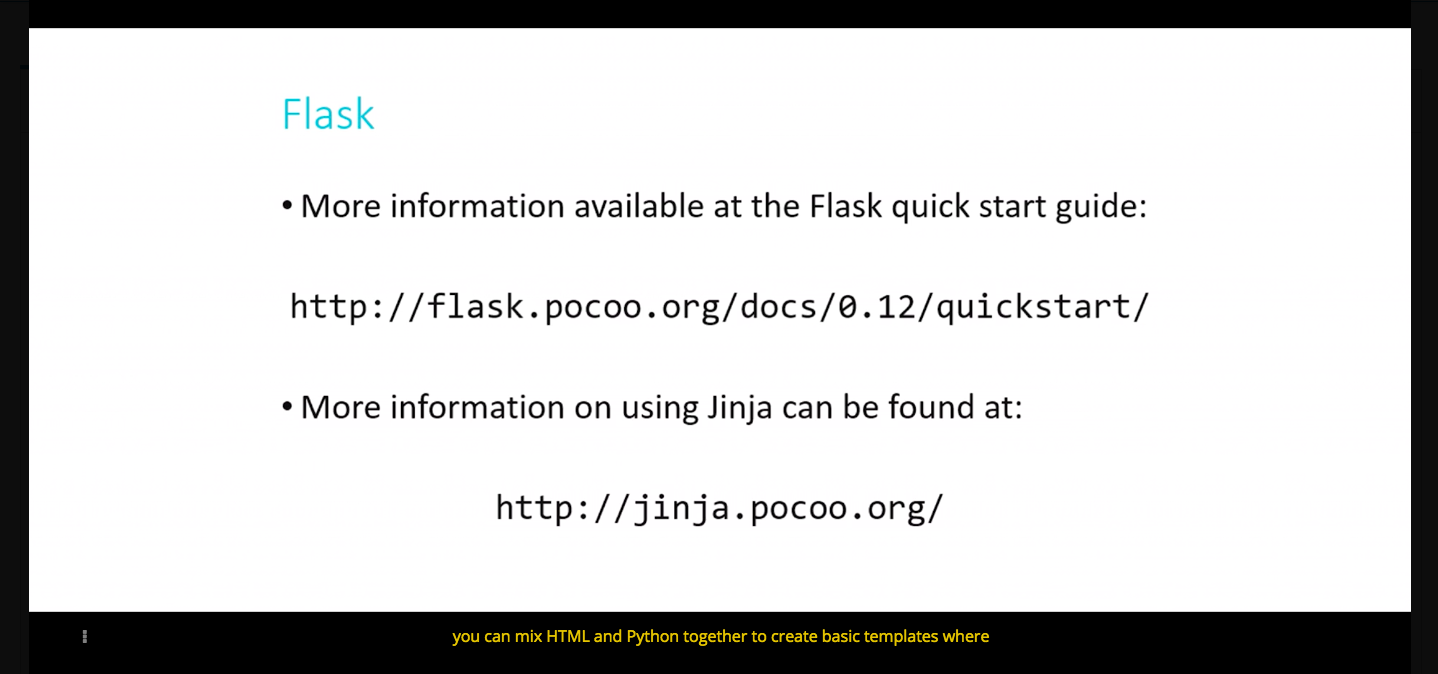 Flask
• More information available at the Flask quick start guide:
http://flask.pocoo.org/docs/0.12/quickstart/
• More information on using Jinja can be found at:
http://jinja.pocoo.org/
you can mix HTML and Python together to create basic templates where